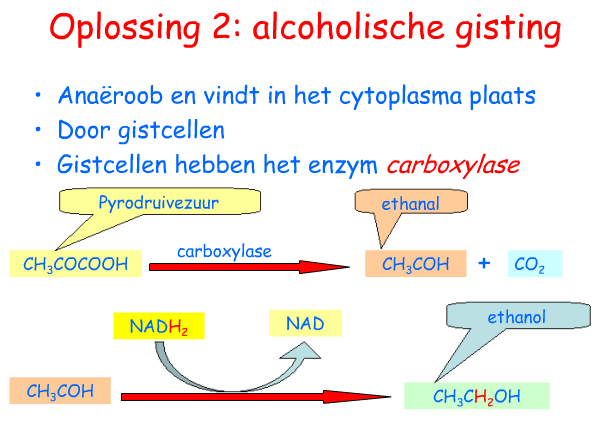 Oplossing 2: alcoholische gisting
• Anaëroob en vindt in het cytoplasma plaats
• Door gistcellen
• Gistcellen hebben het enzym carboxylase
Pyrodruivezuur
ethanal
carboxylase
CH₃COCOOH
CH₃COH + CO₂
ethanol
NADH₂
NAD
CH₃COH
CH₃CH₂OH